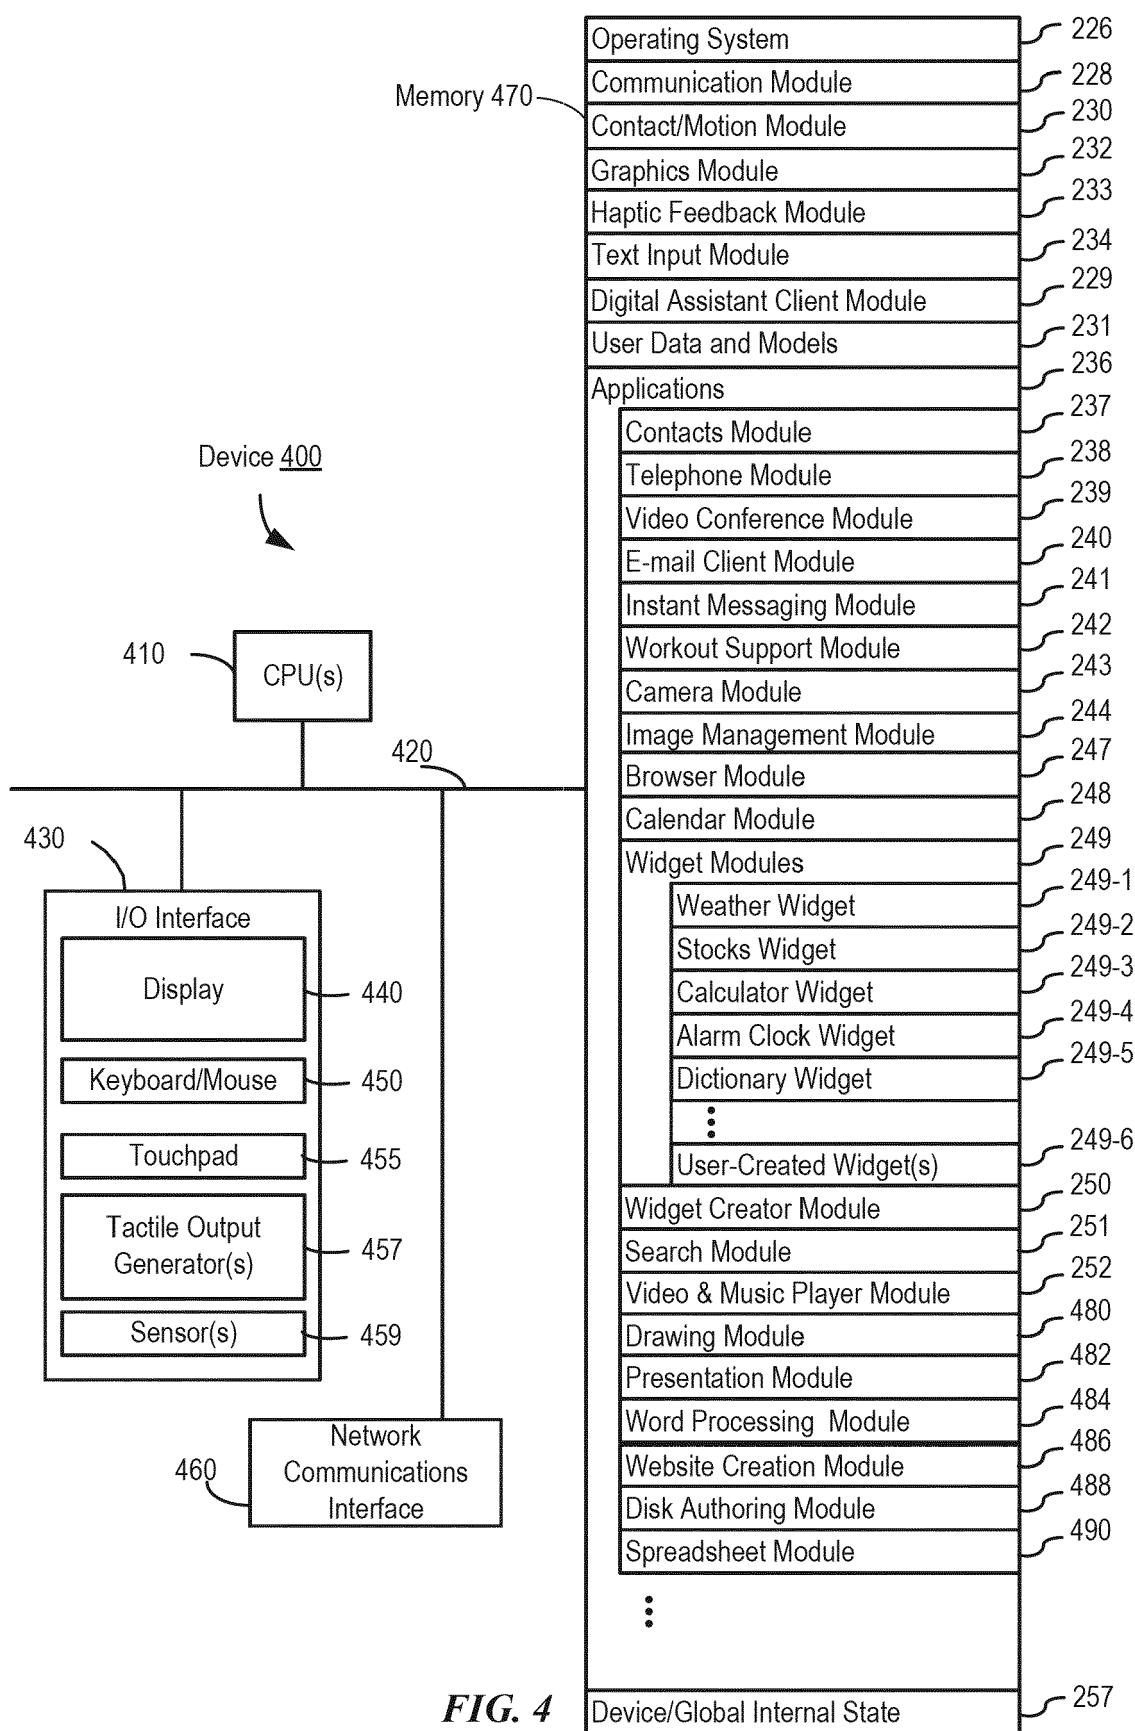 Operating System 226
Communication Module 228
Memory 470
Contact/Motion Module 230
Graphics Module 232
Haptic Feedback Module 233
Text Input Module 234
Digital Assistant Client Module 229
User Data and Models 231
Applications 236
Contacts Module 237
Telephone Module 238
Video Conference Module 239
E-mail Client Module 240
Instant Messaging Module 241
Workout Support Module 242
Camera Module 243
Image Management Module 244
Browser Module 247
Calendar Module 248
Widget Modules 249
Weather Widget 249-1
Stocks Widget 249-2
Calculator Widget 249-3
Alarm Clock Widget 249-4
Dictionary Widget 249-5
User-Created Widget(s) 249-6
Widget Creator Module 250
Search Module 251
Video & Music Player Module 252
Drawing Module 480
Presentation Module 482
Word Processing Module 484
Website Creation Module 486
Disk Authoring Module 488
Spreadsheet Module 490
Device/Global Internal State 257
Device 400
410
CPU(s)
420
430
I/O Interface
Display 440
Keyboard/Mouse 450
Touchpad 455
Tactile Output
Generator(s) 457
Sensor(s) 459
460
Network
Communications
Interface
FIG. 4